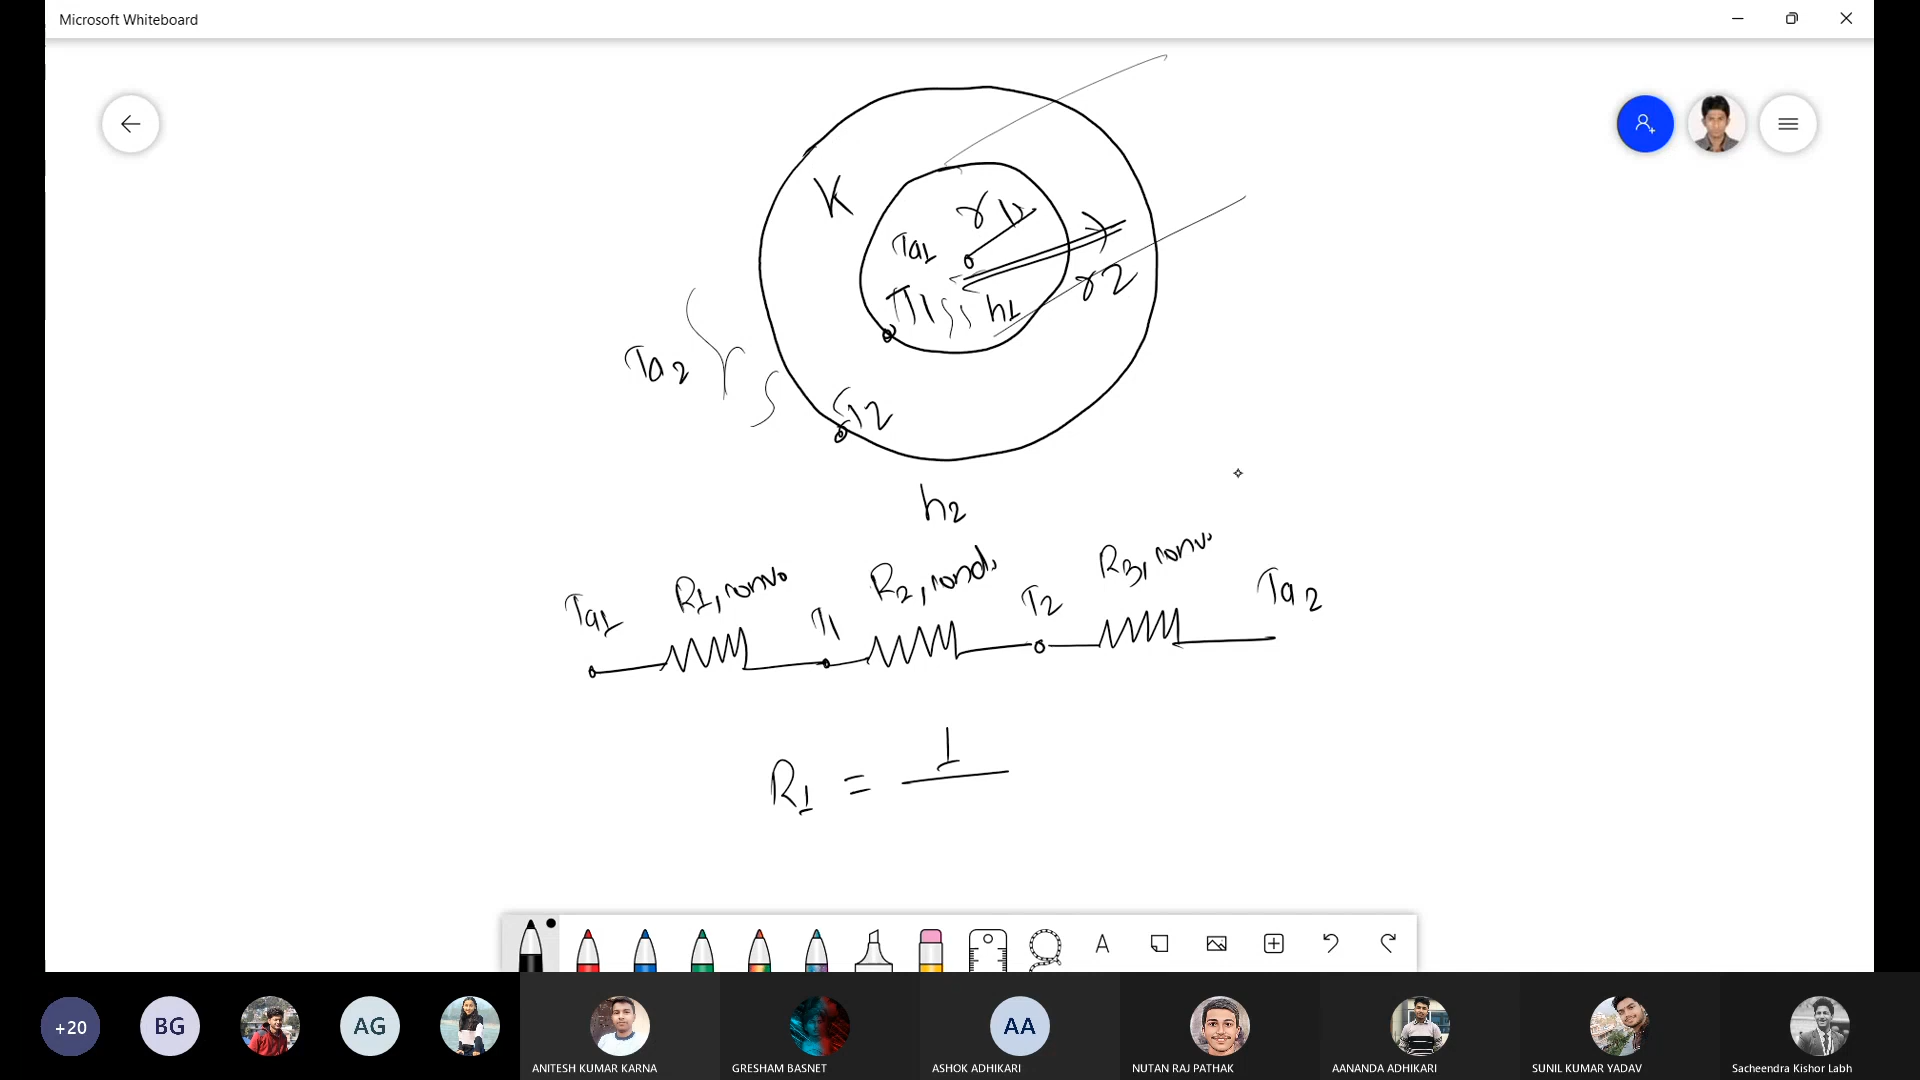 Microsoft Whiteboard
K
r1
Ta1
T1 h1
r2
Ta2
T2
h2
R1, conv. R2, cond. R3, conv.
Ta1 T1 T2 Ta2
R1 = 1
A
+20 BG AG AA
ANITESH KUMAR KARNA GRESHAM BASNET ASHOK ADHIKARI NUTAN RAJ PATHAK AANANDA ADHIKARI SUNIL KUMAR YADAV Sacheendra Kishor Labh